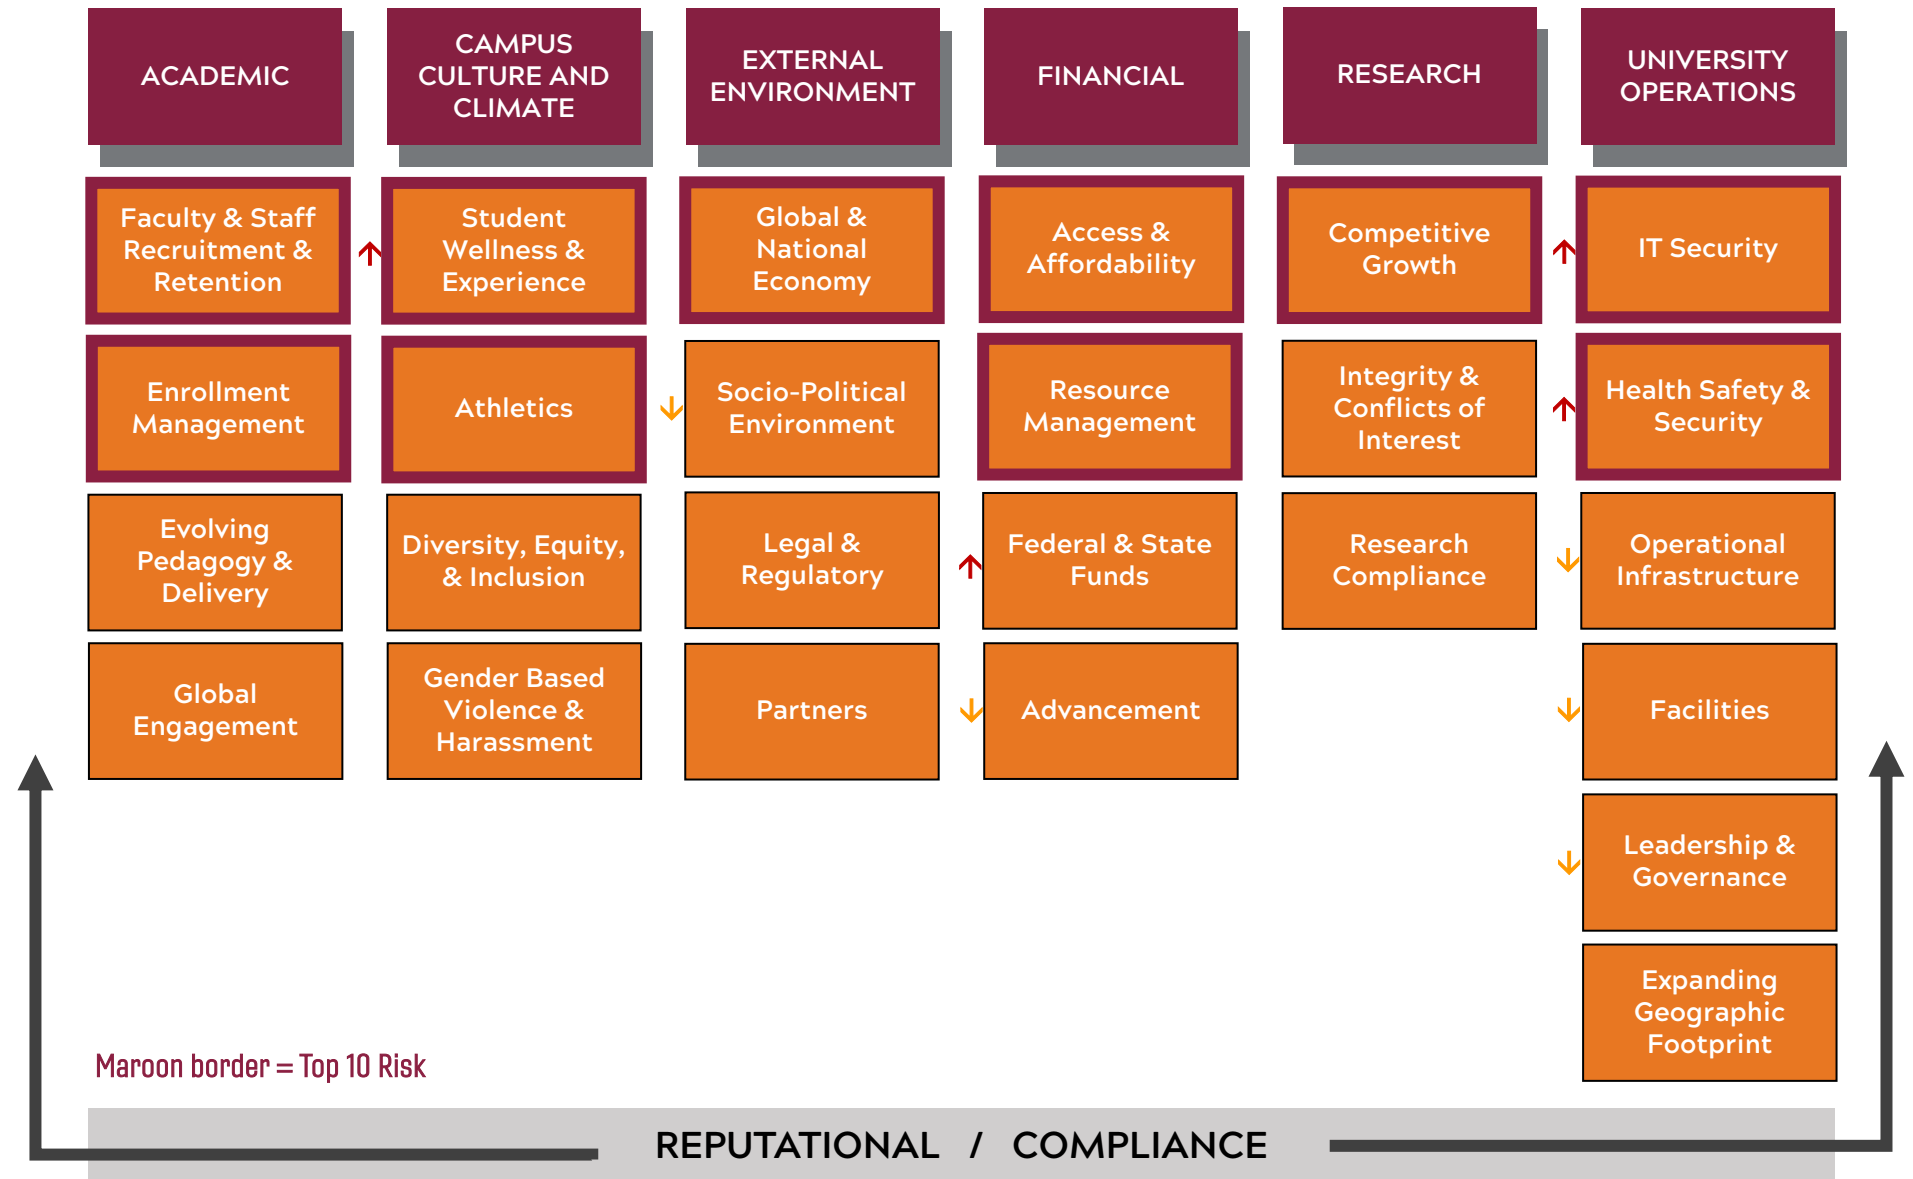 ACADEMIC
CAMPUS
CULTURE AND
CLIMATE
EXTERNAL
ENVIRONMENT
FINANCIAL
RESEARCH
UNIVERSITY
OPERATIONS
Faculty & Staff
Recruitment &
Retention
Student
Wellness &
Experience
Global &
National
Economy
Access &
Affordability
Competitive
Growth
IT Security
Enrollment
Management
Athletics
Socio-Political
Environment
Resource
Management
Integrity &
Conflicts of
Interest
Health Safety &
Security
Evolving
Pedagogy &
Delivery
Diversity, Equity,
& Inclusion
Legal &
Regulatory
Federal & State
Funds
Research
Compliance
Operational
Infrastructure
Global
Engagement
Gender Based
Violence &
Harassment
Partners
Advancement
Facilities
Leadership &
Governance
Expanding
Geographic
Footprint
Maroon border = Top 10 Risk
REPUTATIONAL / COMPLIANCE